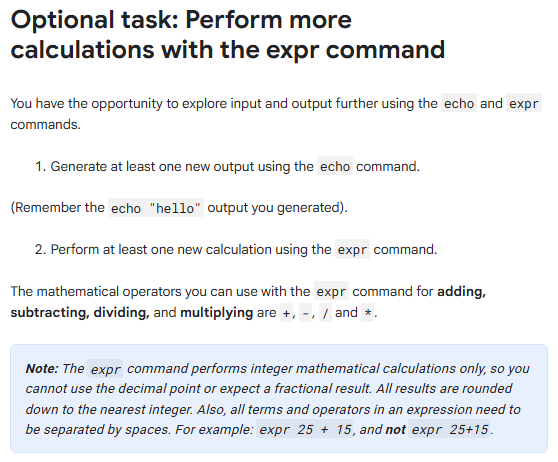 Optional task: Perform more
calculations with the expr command
You have the opportunity to explore input and output further using the echo and expr
commands.
1. Generate at least one new output using the echo command.
(Remember the echo "hello" output you generated).
2. Perform at least one new calculation using the expr command.
The mathematical operators you can use with the expr command for adding,
subtracting, dividing, and multiplying are +, -, / and *.
Note: The expr command performs integer mathematical calculations only, so you
cannot use the decimal point or expect a fractional result. All results are rounded
down to the nearest integer. Also, all terms and operators in an expression need to
be separated by spaces. For example: expr 25 + 15, and not expr 25+15.